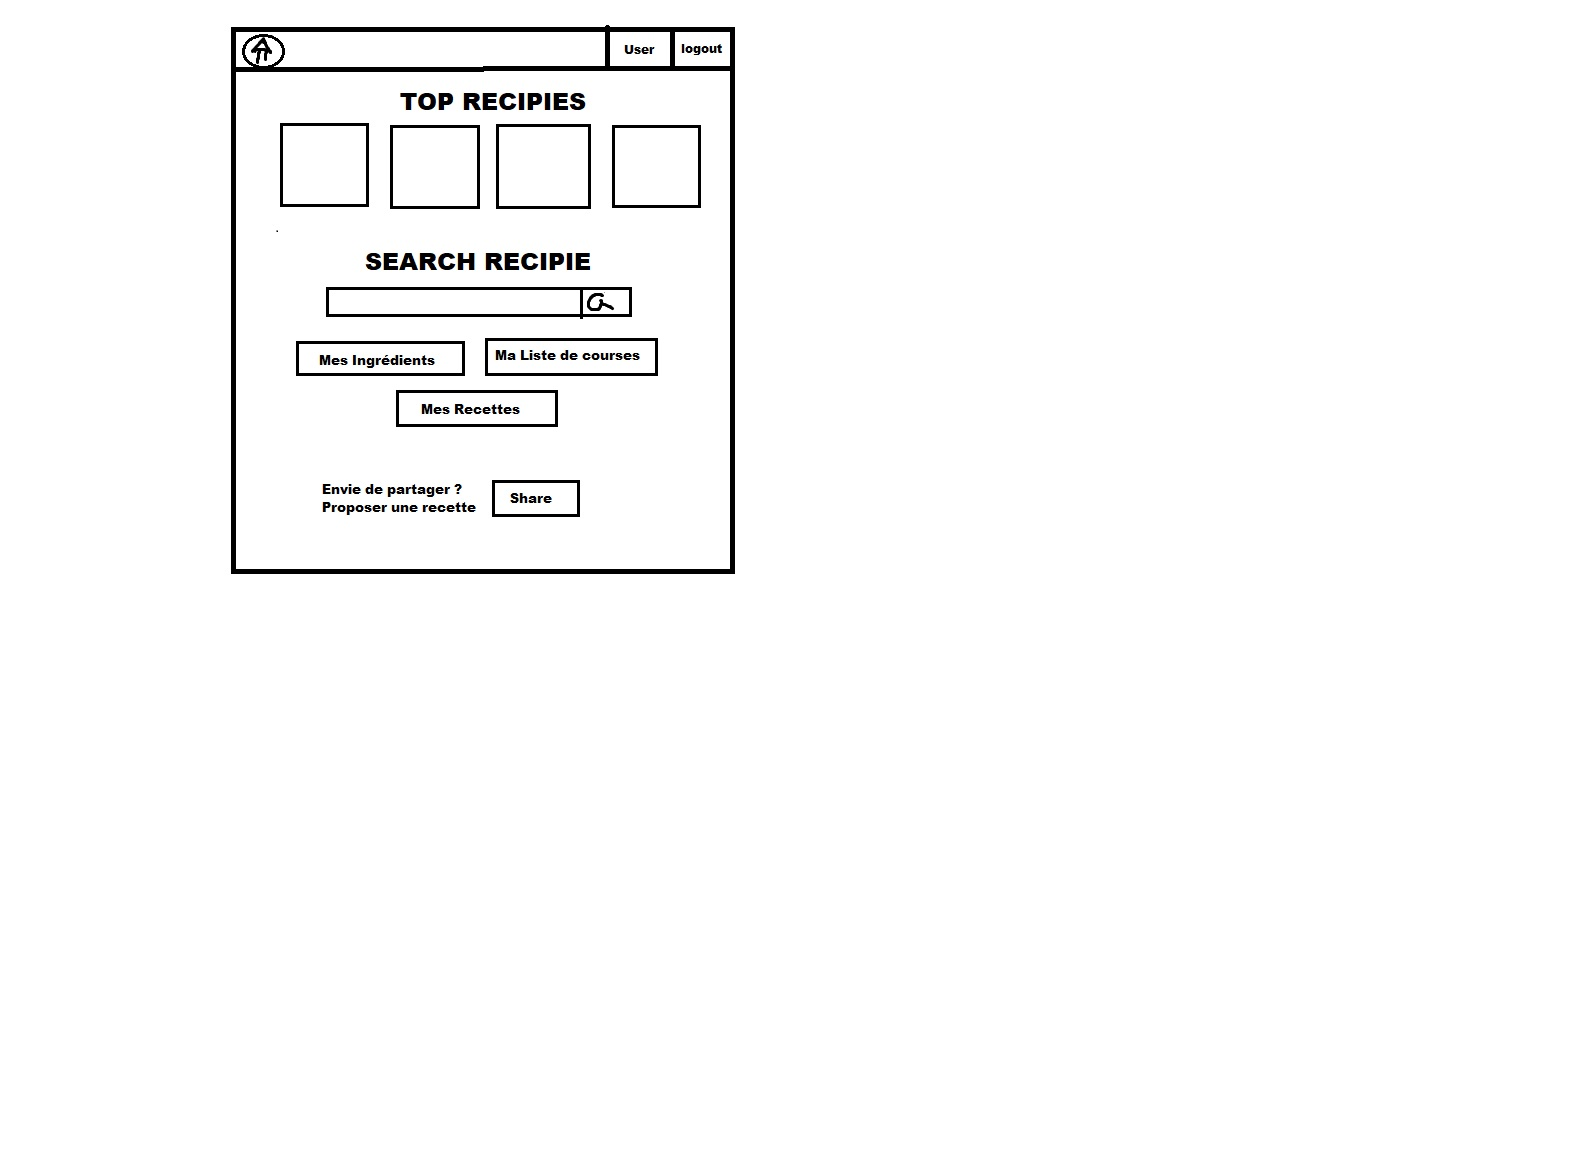 User
logout
TOP RECIPIES
SEARCH RECIPIE
Mes Ingrédients
Ma Liste de courses
Mes Recettes
Envie de partager ?
Proposer une recette
Share